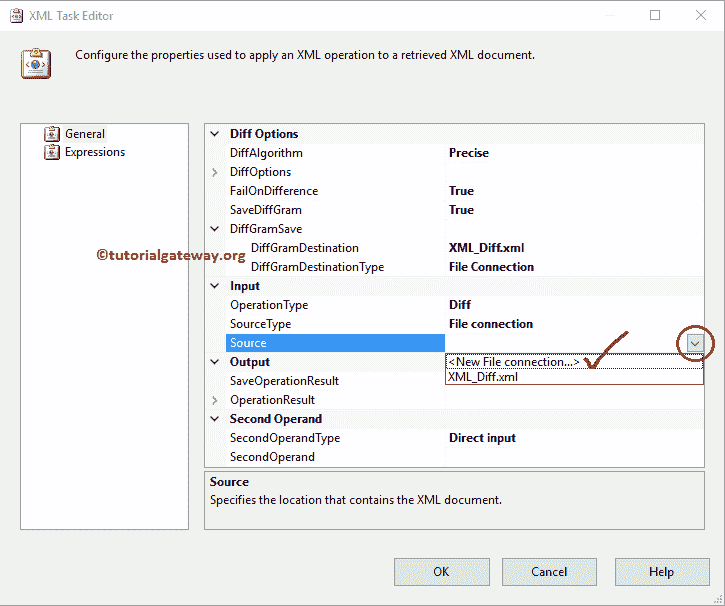 XML Task Editor
Configure the properties used to apply an XML operation to a retrieved XML document.
General
Expressions
Diff Options
DiffAlgorithm Precise
DiffOptions
FailOnDifference True
SaveDiffGram True
DiffGramSave
©tutorialgateway.org
DiffGramDestination XML_Diff.xml
DiffGramDestinationType File Connection
Input
OperationType Diff
SourceType File connection
Source
<New File connection...>
XML_Diff.xml
Output
SaveOperationResult
OperationResult
Second Operand
SecondOperandType Direct input
SecondOperand
Source
Specifies the location that contains the XML document.
OK Cancel Help